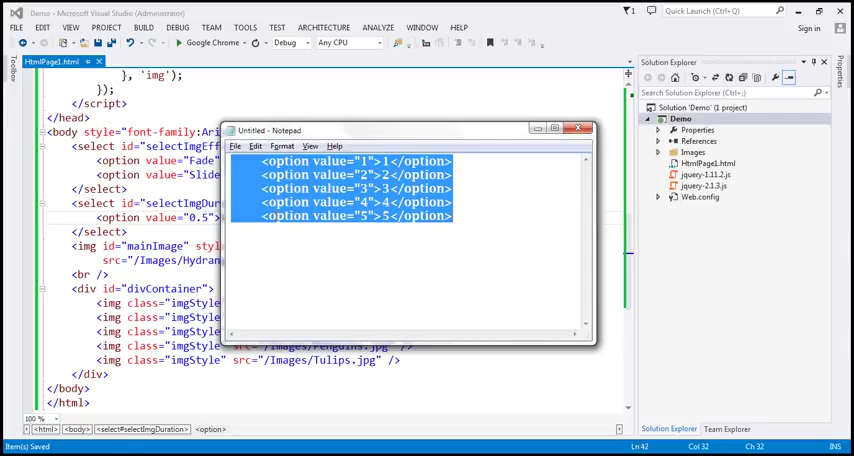 Demo - Microsoft Visual Studio (Administrator)
1
Quick Launch (Ctrl+Q)
FILE EDIT VIEW PROJECT BUILD DEBUG TEAM TOOLS TEST ARCHITECTURE ANALYZE WINDOW HELP
Sign in
Google Chrome
Debug
Any CPU
Toolbox
HtmlPage1.html
Solution Explorer
Properties
}, 'img');
});
</script>
</head>
<body style="font-family:Ari
<select id="selectImgEffe
<option value="Fade"
<option value="Slide
</select>
<select id="selectImgDur
<option value="0.5">
</select>
<img id="mainImage" styl
src="/Images/Hydran
<br />
<div id="divContainer">
<img class="imgStyle"
<img class="imgStyle"
<img class="imgStyle"
<img class="imgStyle" src="/Images/Penguins.jpg" />
<img class="imgStyle" src="/Images/Tulips.jpg" />
</div>
</body>
</html>
Untitled - Notepad
File Edit Format View Help
<option value="1">1</option>
<option value="2">2</option>
<option value="3">3</option>
<option value="4">4</option>
<option value="5">5</option>
Search Solution Explorer (Ctrl+;)
Solution 'Demo' (1 project)
Demo
Properties
References
Images
HtmlPage1.html
jquery-1.11.2.js
jquery-2.1.3.js
Web.config
100 %
<html> <body> <select#selectImgDuration> <option>
Solution Explorer Team Explorer
Item(s) Saved
Ln 42 Col 32 Ch 32 INS